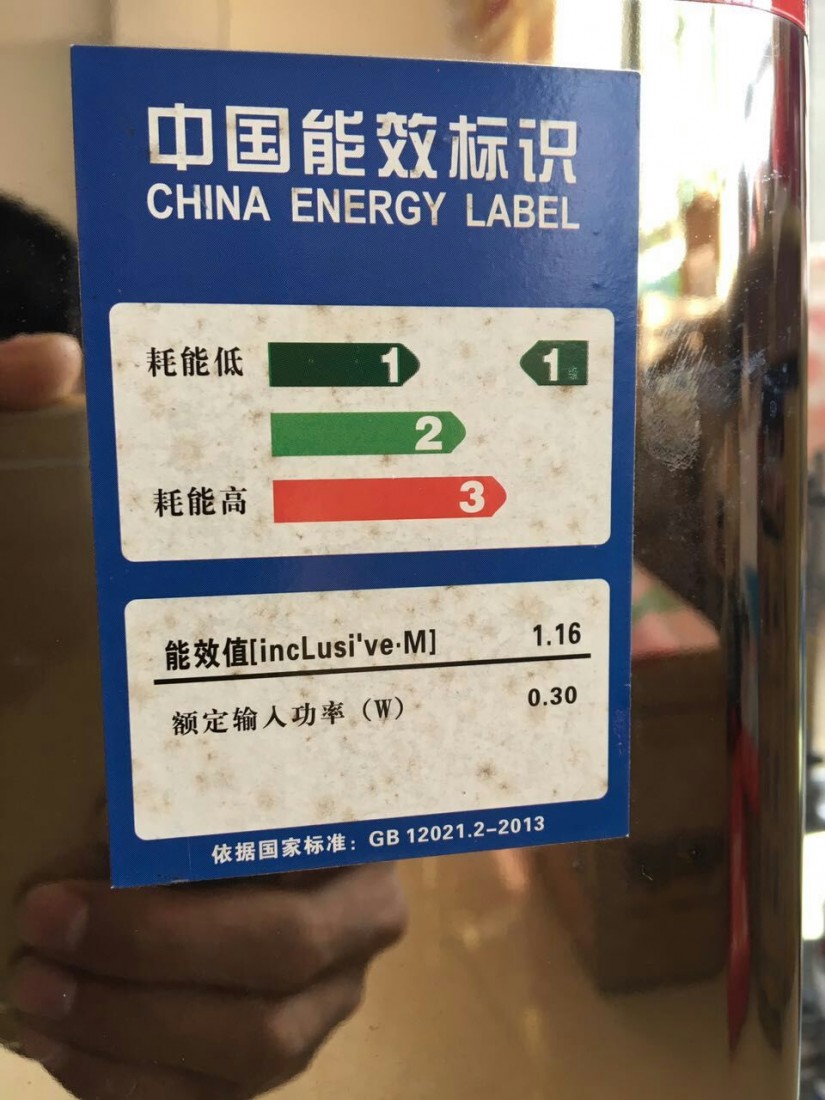 中国能效标识
CHINA ENERGY LABEL
耗能低 1 1
2
耗能高 3
能效值[incLusi've·M] 1.16
额定输入功率（W） 0.30
依据国家标准：GB 12021.2-2013